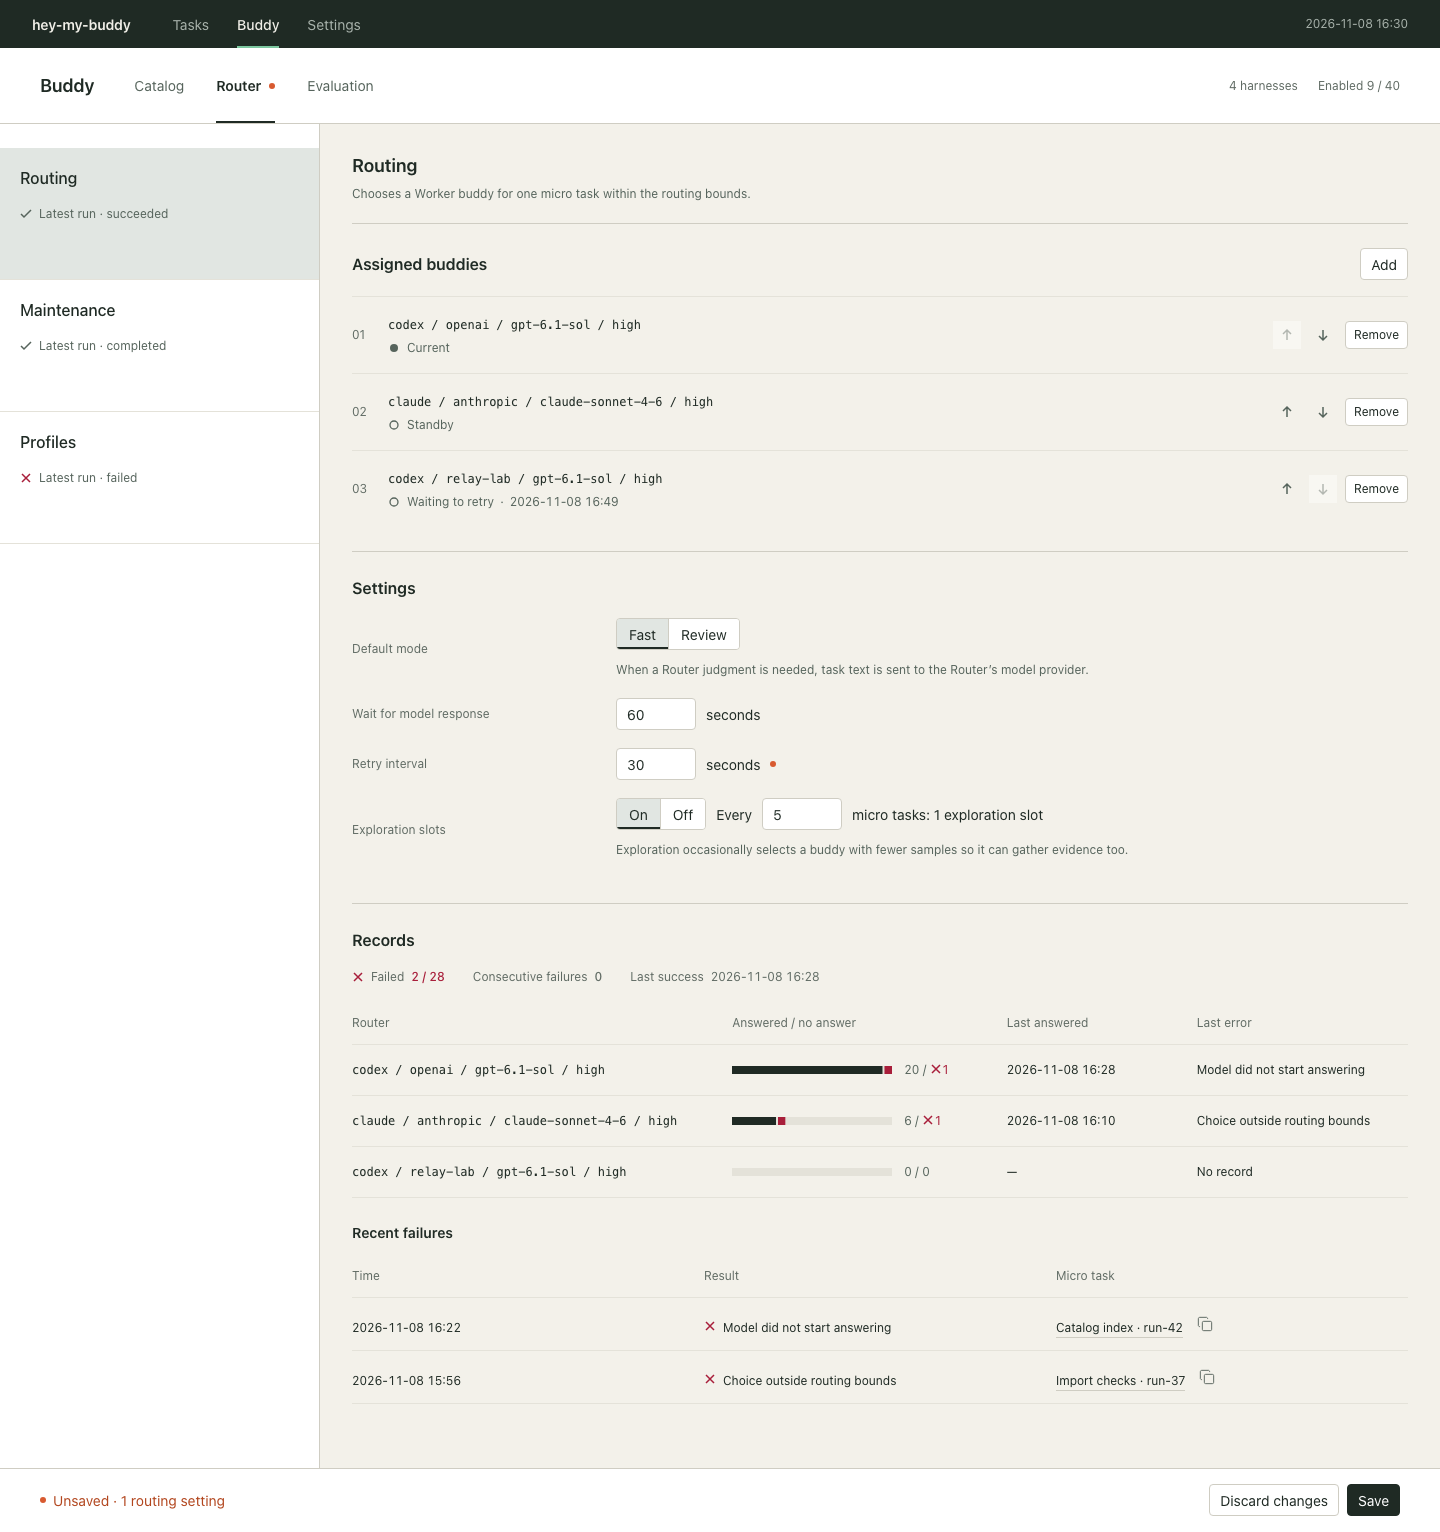 hey-my-buddy Tasks Buddy Settings 2026-11-08 16:30
Buddy Catalog Router Evaluation 4 harnesses Enabled 9 / 40
Routing
Latest run · succeeded
Maintenance
Latest run · completed
Profiles
Latest run · failed
Routing
Chooses a Worker buddy for one micro task within the routing bounds.
Assigned buddies Add
01 codex / openai / gpt-6.1-sol / high
Current
Remove
02 claude / anthropic / claude-sonnet-4-6 / high
Standby
Remove
03 codex / relay-lab / gpt-6.1-sol / high
Waiting to retry · 2026-11-08 16:49
Remove
Settings
Default mode Fast Review
When a Router judgment is needed, task text is sent to the Router's model provider.
Wait for model response 60 seconds
Retry interval 30 seconds
Exploration slots On Off Every 5 micro tasks: 1 exploration slot
Exploration occasionally selects a buddy with fewer samples so it can gather evidence too.
Records
Failed 2 / 28 Consecutive failures 0 Last success 2026-11-08 16:28
Router Answered / no answer Last answered Last error
codex / openai / gpt-6.1-sol / high 20 / ✕1 2026-11-08 16:28 Model did not start answering
claude / anthropic / claude-sonnet-4-6 / high 6 / ✕1 2026-11-08 16:10 Choice outside routing bounds
codex / relay-lab / gpt-6.1-sol / high 0 / 0 — No record
Recent failures
Time Result Micro task
2026-11-08 16:22 Model did not start answering Catalog index · run-42
2026-11-08 15:56 Choice outside routing bounds Import checks · run-37
Unsaved · 1 routing setting Discard changes Save